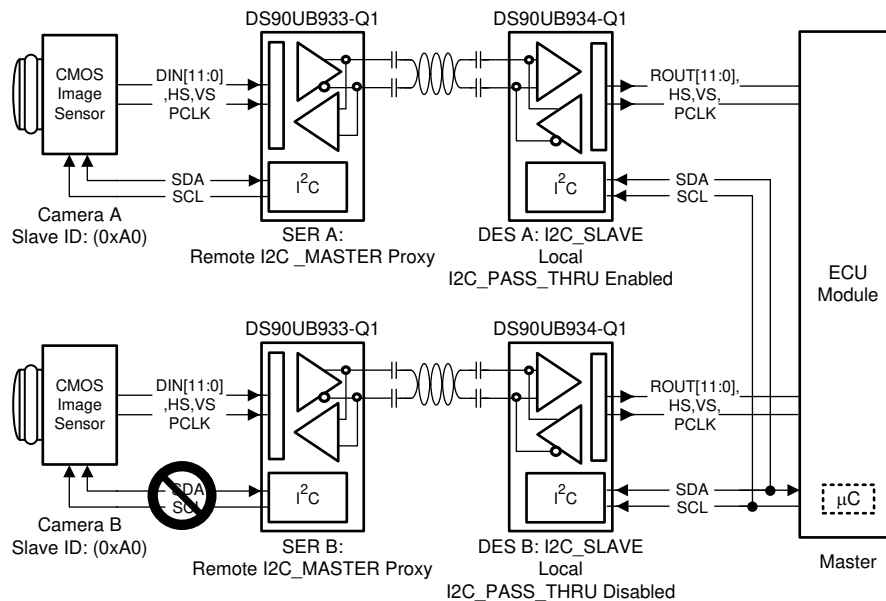 DS90UB933-Q1
DS90UB934-Q1
CMOS
Image
Sensor
DIN[11:0]
,HS,VS
PCLK
ROUT[11:0],
HS,VS,
PCLK
SDA
SCL
I2C
I2C
SDA
SCL
Camera A
Slave ID: (0xA0)
SER A:
Remote I2C _MASTER Proxy
DES A: I2C_SLAVE
Local
I2C_PASS_THRU Enabled
ECU
Module
DS90UB933-Q1
DS90UB934-Q1
CMOS
Image
Sensor
DIN[11:0]
,HS,VS
PCLK
ROUT[11:0],
HS,VS,
PCLK
SDA
SCL
I2C
I2C
SDA
SCL
µC
Camera B
Slave ID: (0xA0)
SER B:
Remote I2C_MASTER Proxy
DES B: I2C_SLAVE
Local
I2C_PASS_THRU Disabled
Master